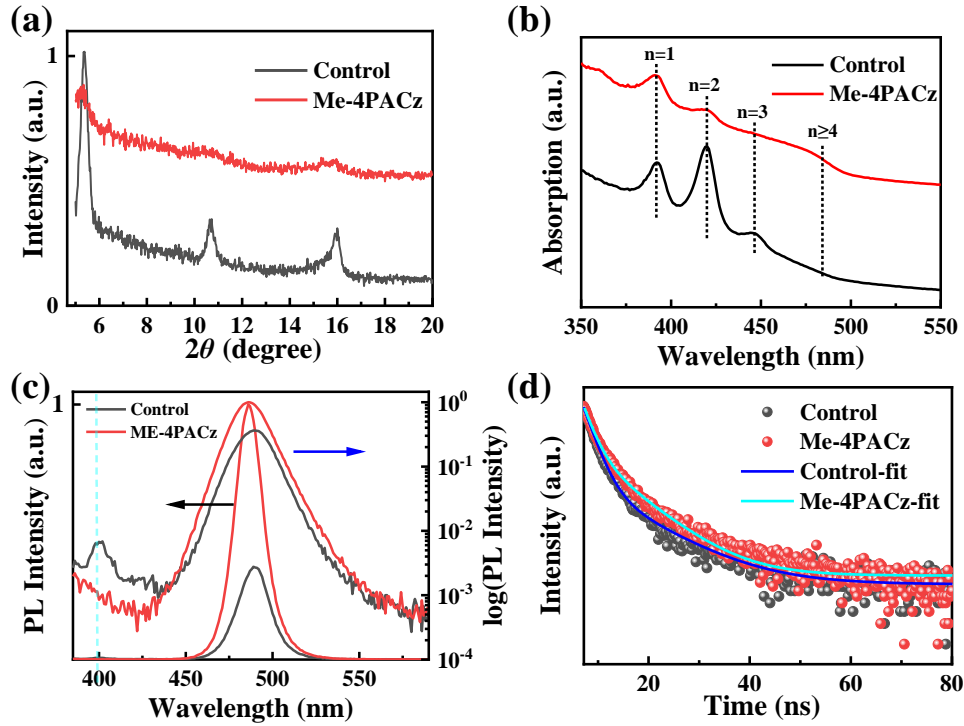 (a)
Intensity (a.u.)
1
0
Control
Me-4PACz
6 8 10 12 14 16 18 20
2θ (degree)
(b)
Absorption (a.u.)
n=1
n=2
n=3
n≥4
Control
Me-4PACz
350 400 450 500 550
Wavelength (nm)
(c)
PL Intensity (a.u.)
1
Control
ME-4PACz
10⁰
10⁻¹
10⁻²
10⁻³
10⁻⁴
log(PL Intensity)
400 450 500 550
Wavelength (nm)
(d)
Intensity (a.u.)
Control
Me-4PACz
Control-fit
Me-4PACz-fit
20 40 60 80
Time (ns)